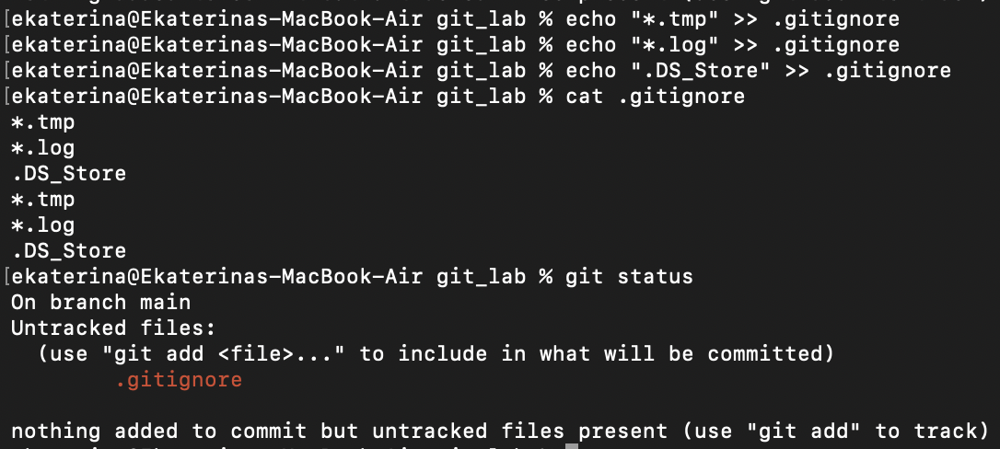 [ekaterina@Ekaterinas-MacBook-Air git_lab % echo "*.tmp" >> .gitignore
[ekaterina@Ekaterinas-MacBook-Air git_lab % echo "*.log" >> .gitignore
[ekaterina@Ekaterinas-MacBook-Air git_lab % echo ".DS_Store" >> .gitignore
[ekaterina@Ekaterinas-MacBook-Air git_lab % cat .gitignore
*.tmp
*.log
.DS_Store
*.tmp
*.log
.DS_Store
[ekaterina@Ekaterinas-MacBook-Air git_lab % git status
On branch main
Untracked files:
  (use "git add <file>..." to include in what will be committed)
        .gitignore
nothing added to commit but untracked files present (use "git add" to track)